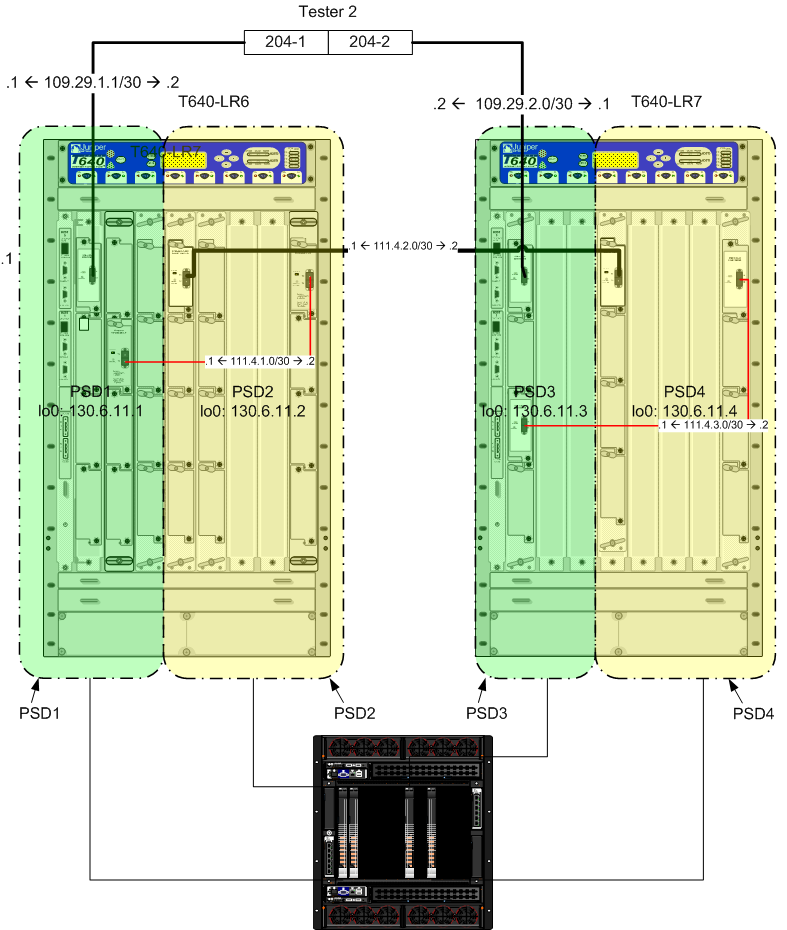 Tester 2
204-1
204-2
.1 ← 109.29.1.1/30 → .2
.2 ← 109.29.2.0/30 → .1
T640-LR6
T640-LR7
Juniper
T640
T640-LR7
Juniper
T640
.1
.1 ← 111.4.2.0/30 → .2
.1 ← 111.4.1.0/30 → .2
PSD1
lo0: 130.6.11.1
PSD2
lo0: 130.6.11.2
PSD3
lo0: 130.6.11.3
PSD4
lo0: 130.6.11.4
.1 ← 111.4.3.0/30 → .2
PSD1
PSD2
PSD3
PSD4